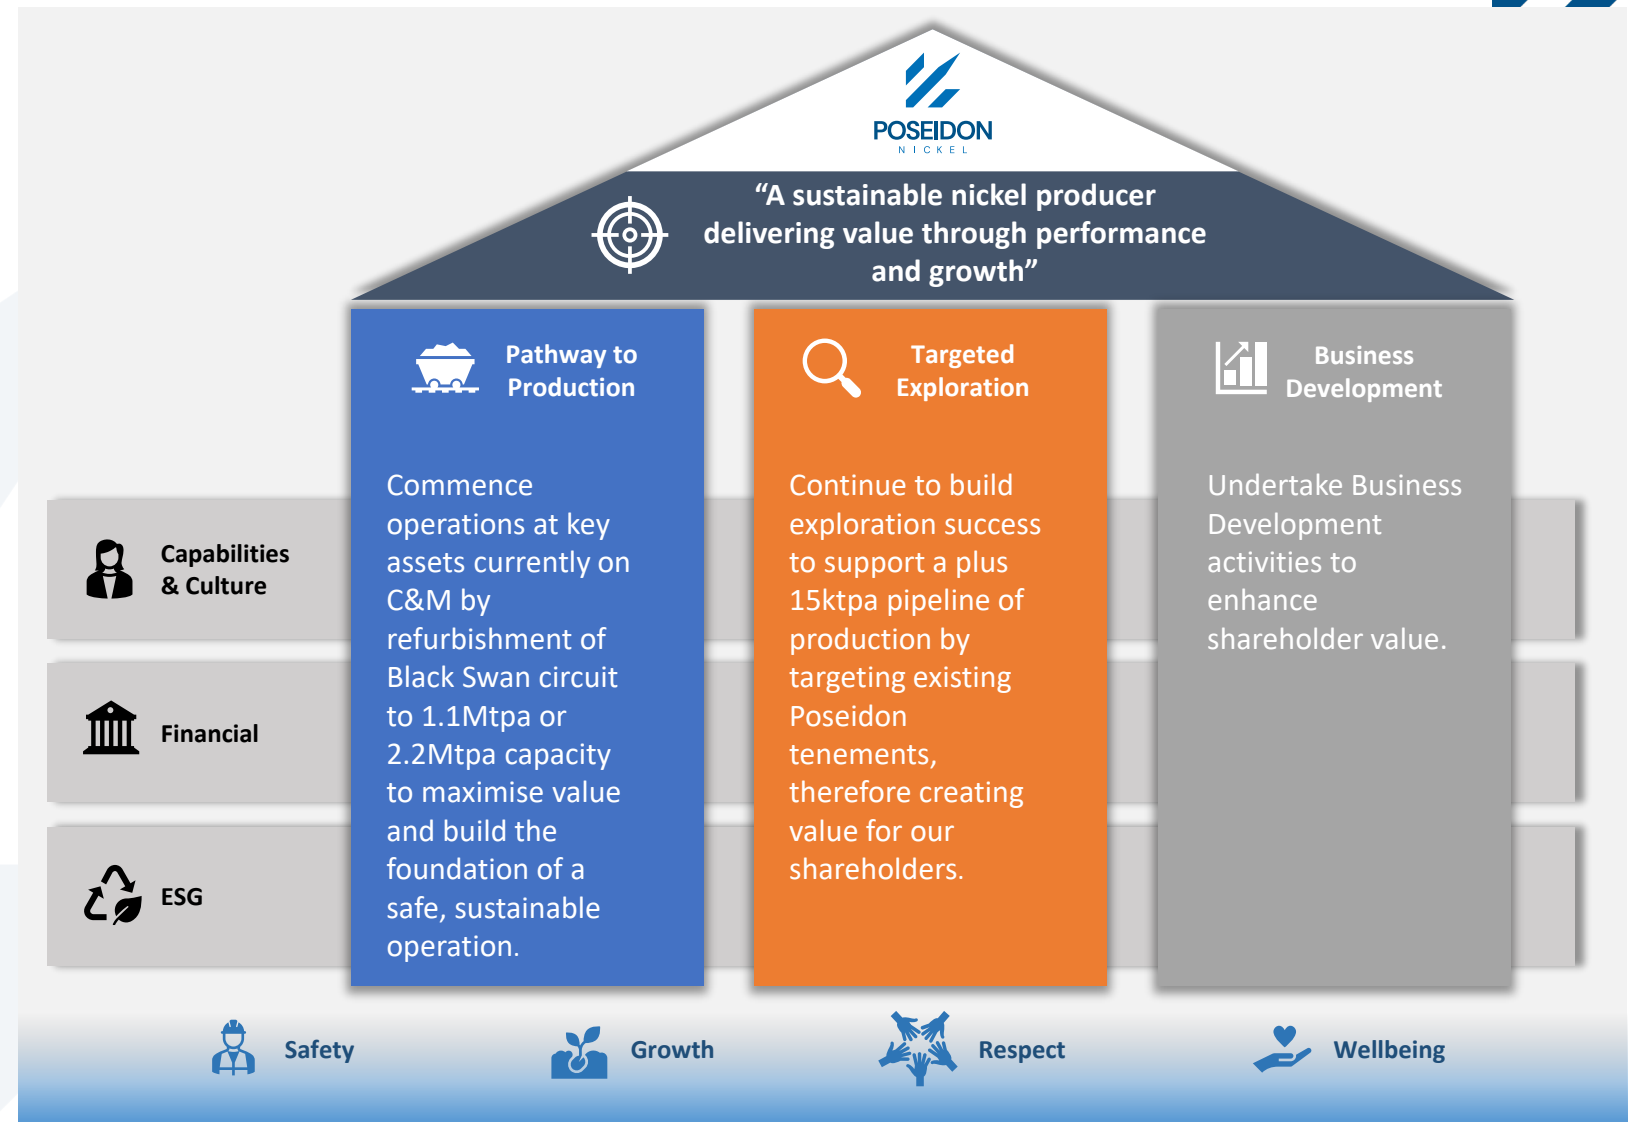 POSEIDON
NICKEL
“A sustainable nickel producer
delivering value through performance
and growth”
Pathway to
Production
Commence
operations at key
assets currently on
C&M by
refurbishment of
Black Swan circuit
to 1.1Mtpa or
2.2Mtpa capacity
to maximise value
and build the
foundation of a
safe, sustainable
operation.
Targeted
Exploration
Continue to build
exploration success
to support a plus
15ktpa pipeline of
production by
targeting existing
Poseidon
tenements,
therefore creating
value for our
shareholders.
Business
Development
Undertake Business
Development
activities to
enhance
shareholder value.
Capabilities
& Culture
Financial
ESG
Safety
Growth
Respect
Wellbeing